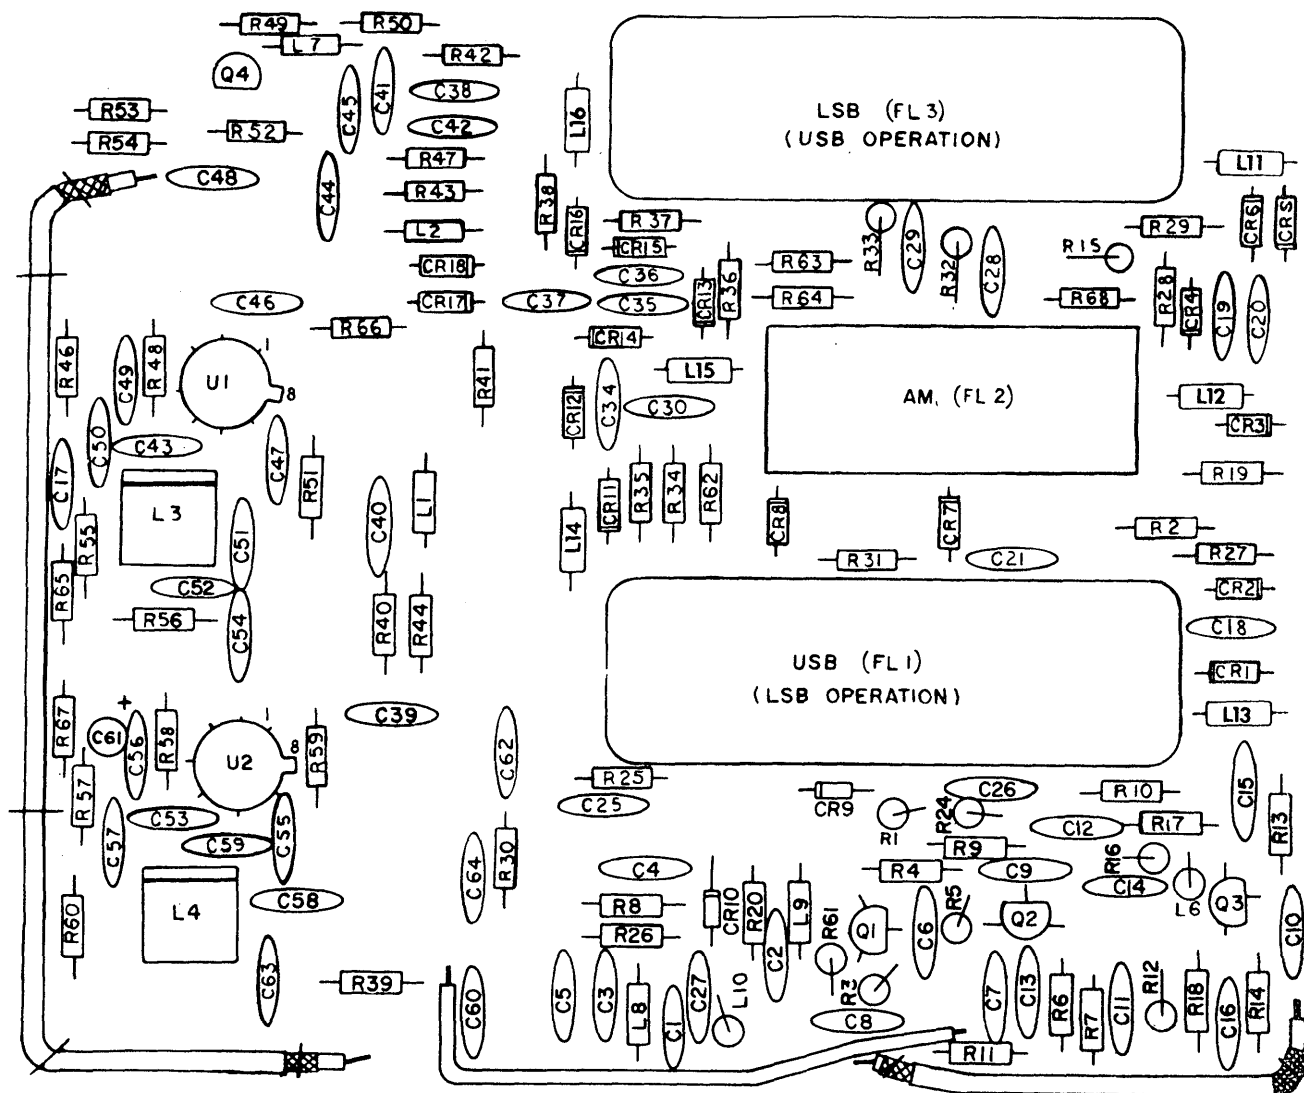 R49
R50
L7
R42
Q4
C45
C41
C38
R53
C42
L16
LSB (FL3)
(USB OPERATION)
R54
R52
R47
L11
C48
C44
R43
R38
L2
CR16
R37
CR15
R33
C29
R32
C28
R29
CR6
CR5
R15
CR18
C36
CR13
R36
R63
C46
CR17
C37
C35
R64
R68
R28
CR4
C19
C20
R66
CR14
R46
C49
R48
1
U1
8
R41
L15
CR12
C34
C30
AM. (FL2)
L12
CR3
C50
C43
C47
C17
R51
L1
R35
R34
R62
R19
L3
C40
CR11
CR8
CR7
R2
R55
C51
L14
R31
C21
R27
R65
C52
CR2
R56
C54
R40
R44
C18
USB (FL1)
(LSB OPERATION)
CR1
R67
+
C61
C56
R58
1
U2
8
R59
C39
C62
L13
R57
R25
C26
R10
C15
C53
C25
CR9
R1
R24
C12
R17
R13
C57
C59
C55
R9
R16
C64
R30
C4
R4
C9
C14
L6
L4
C58
R8
CR10
R20
L9
R61
Q1
C6
R5
Q2
Q3
C10
R60
R26
C2
C63
R39
C60
C5
C3
L8
C1
C27
L10
R3
C8
C7
C13
R6
R7
C11
R12
R18
C16
R14
R11